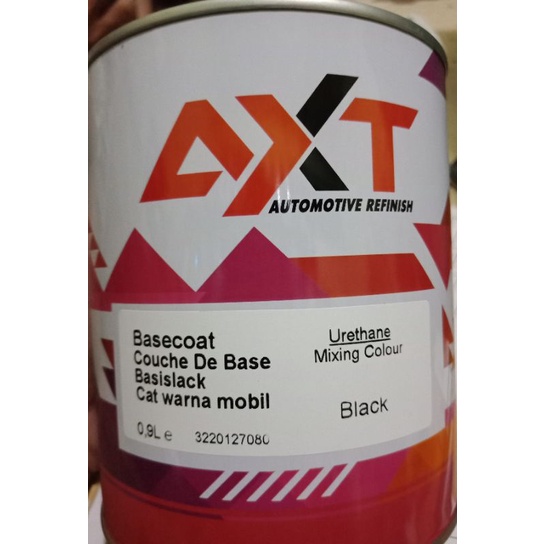 AXT
AUTOMOTIVE REFINISH
Basecoat
Couche De Base
Basislack
Cat warna mobil
0,9L e 3220127080
Urethane
Mixing Colour
Black